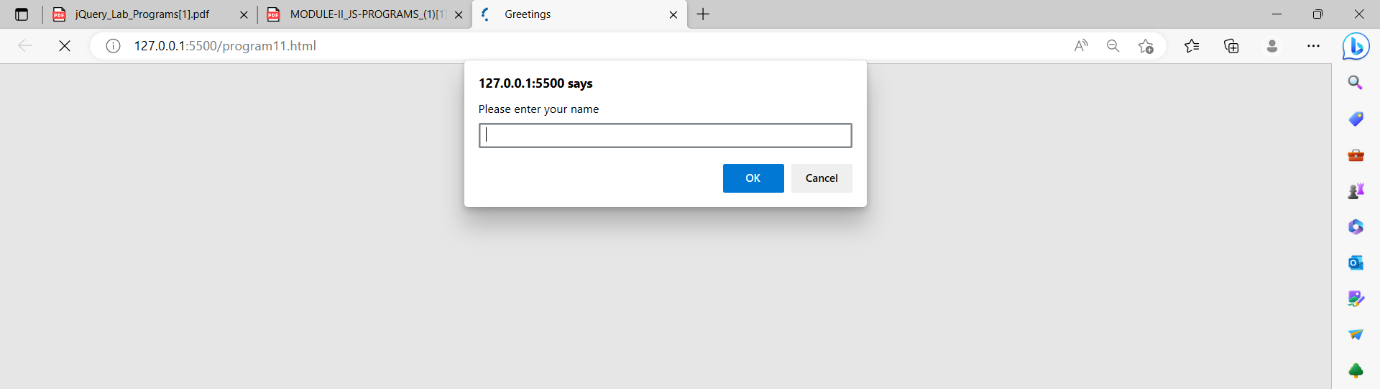 jQuery_Lab_Programs[1].pdf
MODULE-II_JS-PROGRAMS_(1)[1]
Greetings
127.0.0.1:5500/program11.html
127.0.0.1:5500 says
Please enter your name
OK
Cancel